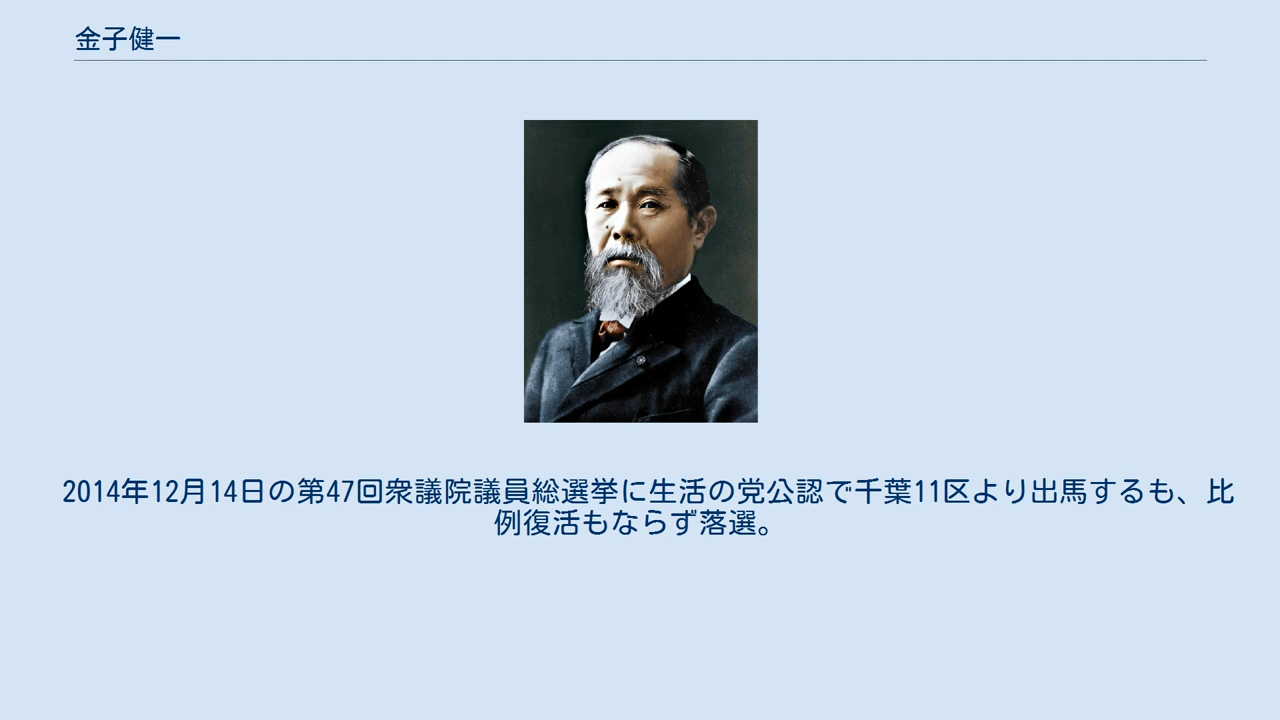 金子健一
2014年12月14日の第47回衆議院議員総選挙に生活の党公認で千葉11区より出馬するも、比
例復活もならず落選。